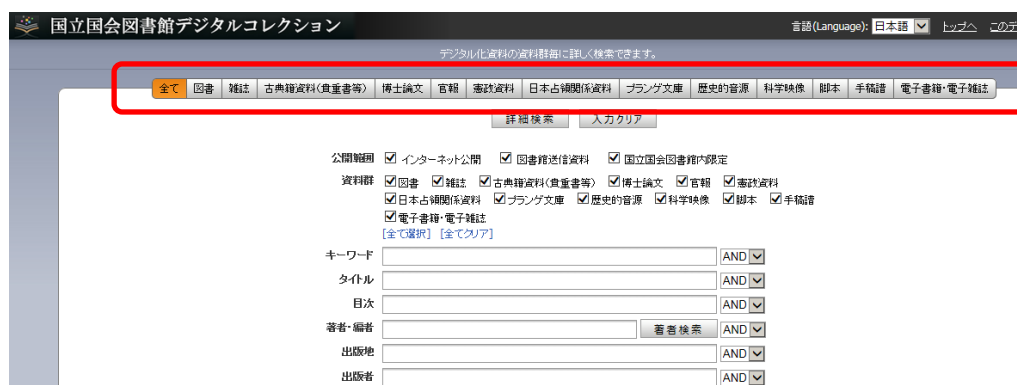 国立国会図書館デジタルコレクション 言語(Language): 日本語 トップへ このデ
デジタル化資料の資料群毎に詳しく検索できます。
全て 図書 雑誌 古典籍資料(貴重書等) 博士論文 官報 憲政資料 日本占領関係資料 プランゲ文庫 歴史的音源 科学映像 脚本 手稿譜 電子書籍・電子雑誌
詳細検索 入力クリア
公開範囲 インターネット公開 図書館送信資料 国立国会図書館内限定
資料群 図書 雑誌 古典籍資料(貴重書等) 博士論文 官報 憲政資料
日本占領関係資料 プランゲ文庫 歴史的音源 科学映像 脚本 手稿譜
電子書籍・電子雑誌
[全て選択] [全てクリア]
キーワード AND
タイトル AND
目次 AND
著者・編者 著者検索 AND
出版地 AND
出版者 AND